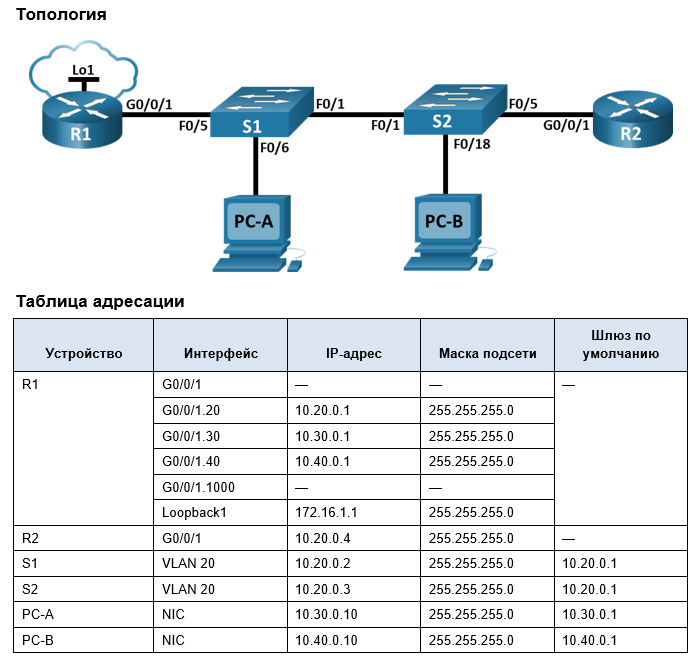 Топология
Lo1
G0/0/1
R1
F0/5
S1
F0/1
F0/6
F0/1
S2
F0/5
F0/18
G0/0/1
R2
PC-A
PC-B
Таблица адресации
Устройство Интерфейс IP-адрес Маска подсети Шлюз по умолчанию
R1 G0/0/1 — — —
G0/0/1.20 10.20.0.1 255.255.255.0
G0/0/1.30 10.30.0.1 255.255.255.0
G0/0/1.40 10.40.0.1 255.255.255.0
G0/0/1.1000 — —
Loopback1 172.16.1.1 255.255.255.0
R2 G0/0/1 10.20.0.4 255.255.255.0 —
S1 VLAN 20 10.20.0.2 255.255.255.0 10.20.0.1
S2 VLAN 20 10.20.0.3 255.255.255.0 10.20.0.1
PC-A NIC 10.30.0.10 255.255.255.0 10.30.0.1
PC-B NIC 10.40.0.10 255.255.255.0 10.40.0.1